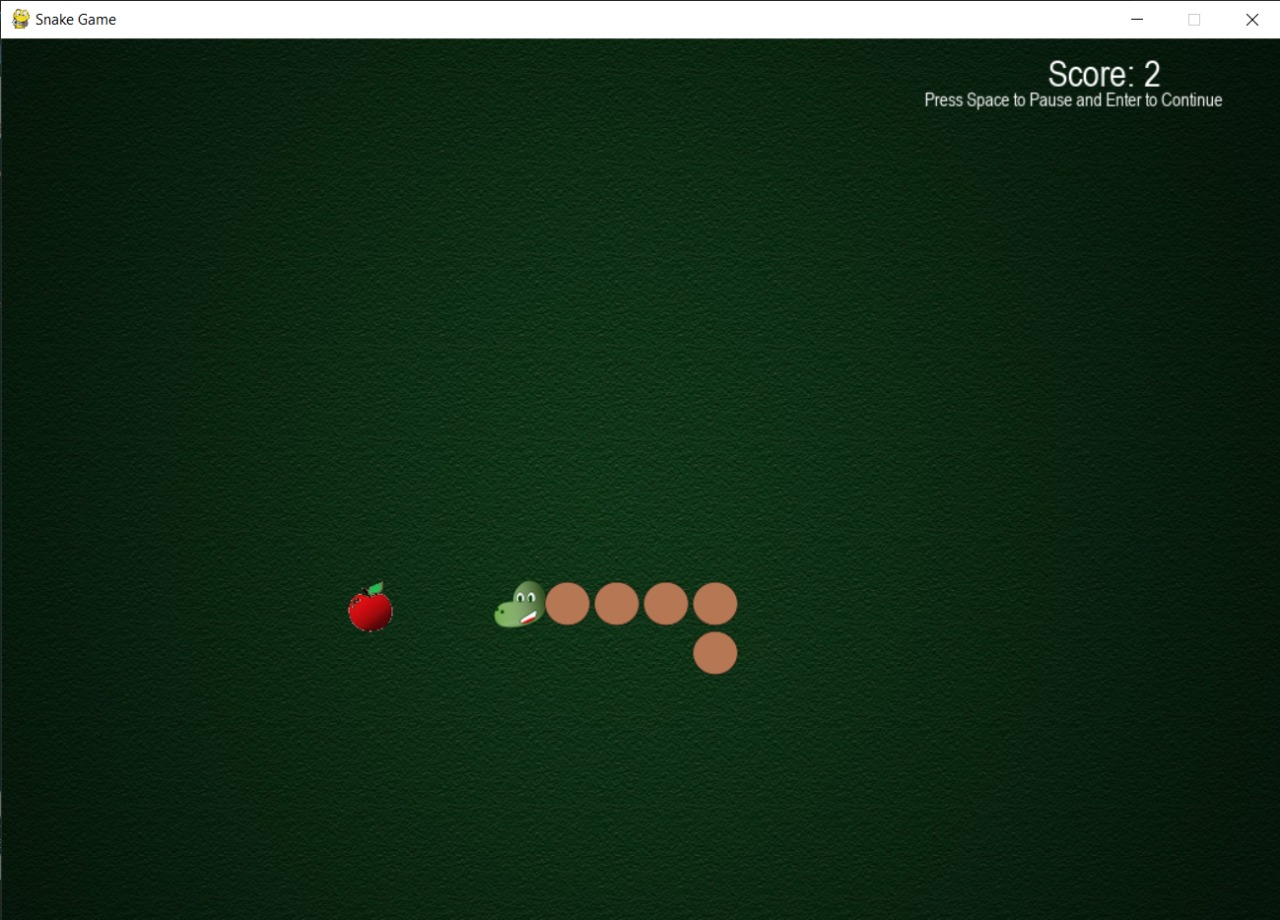 Snake Game
Score: 2
Press Space to Pause and Enter to Continue